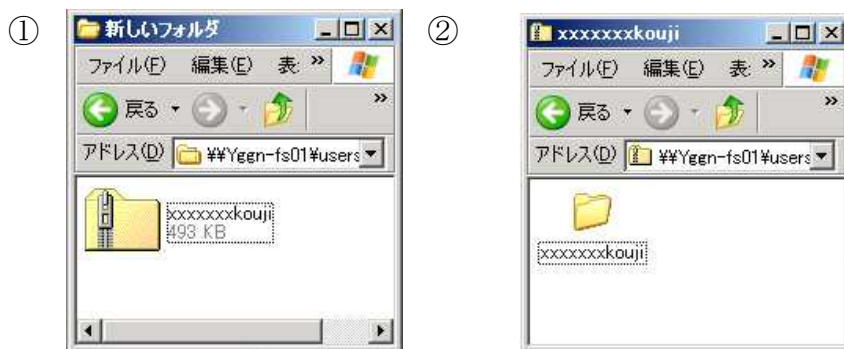 ①
新しいフォルダ
ファイル(F) 編集(E) 表: »
戻る »
アドレス(D) ¥¥Yggn-fs01¥users
xxxxxxxkouji
493 KB
②
xxxxxxxkouji
ファイル(F) 編集(E) 表: »
戻る »
アドレス(D) ¥¥Yggn-fs01¥users
xxxxxxxkouji